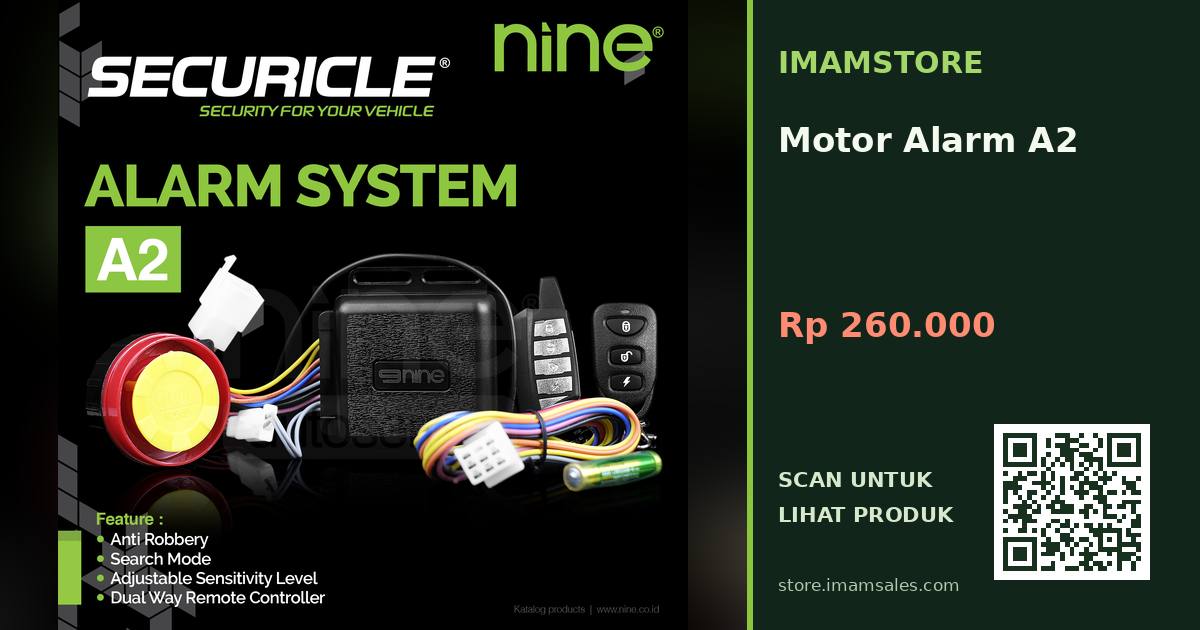 SECURICLE®
SECURITY FOR YOUR VEHICLE
nine®
ALARM SYSTEM
A2
nine
Feature :
Anti Robbery
Search Mode
Adjustable Sensitivity Level
Dual Way Remote Controller
Katalog products | www.nine.co.id
IMAMSTORE
Motor Alarm A2
Rp 260.000
SCAN UNTUK
LIHAT PRODUK
store.imamsales.com